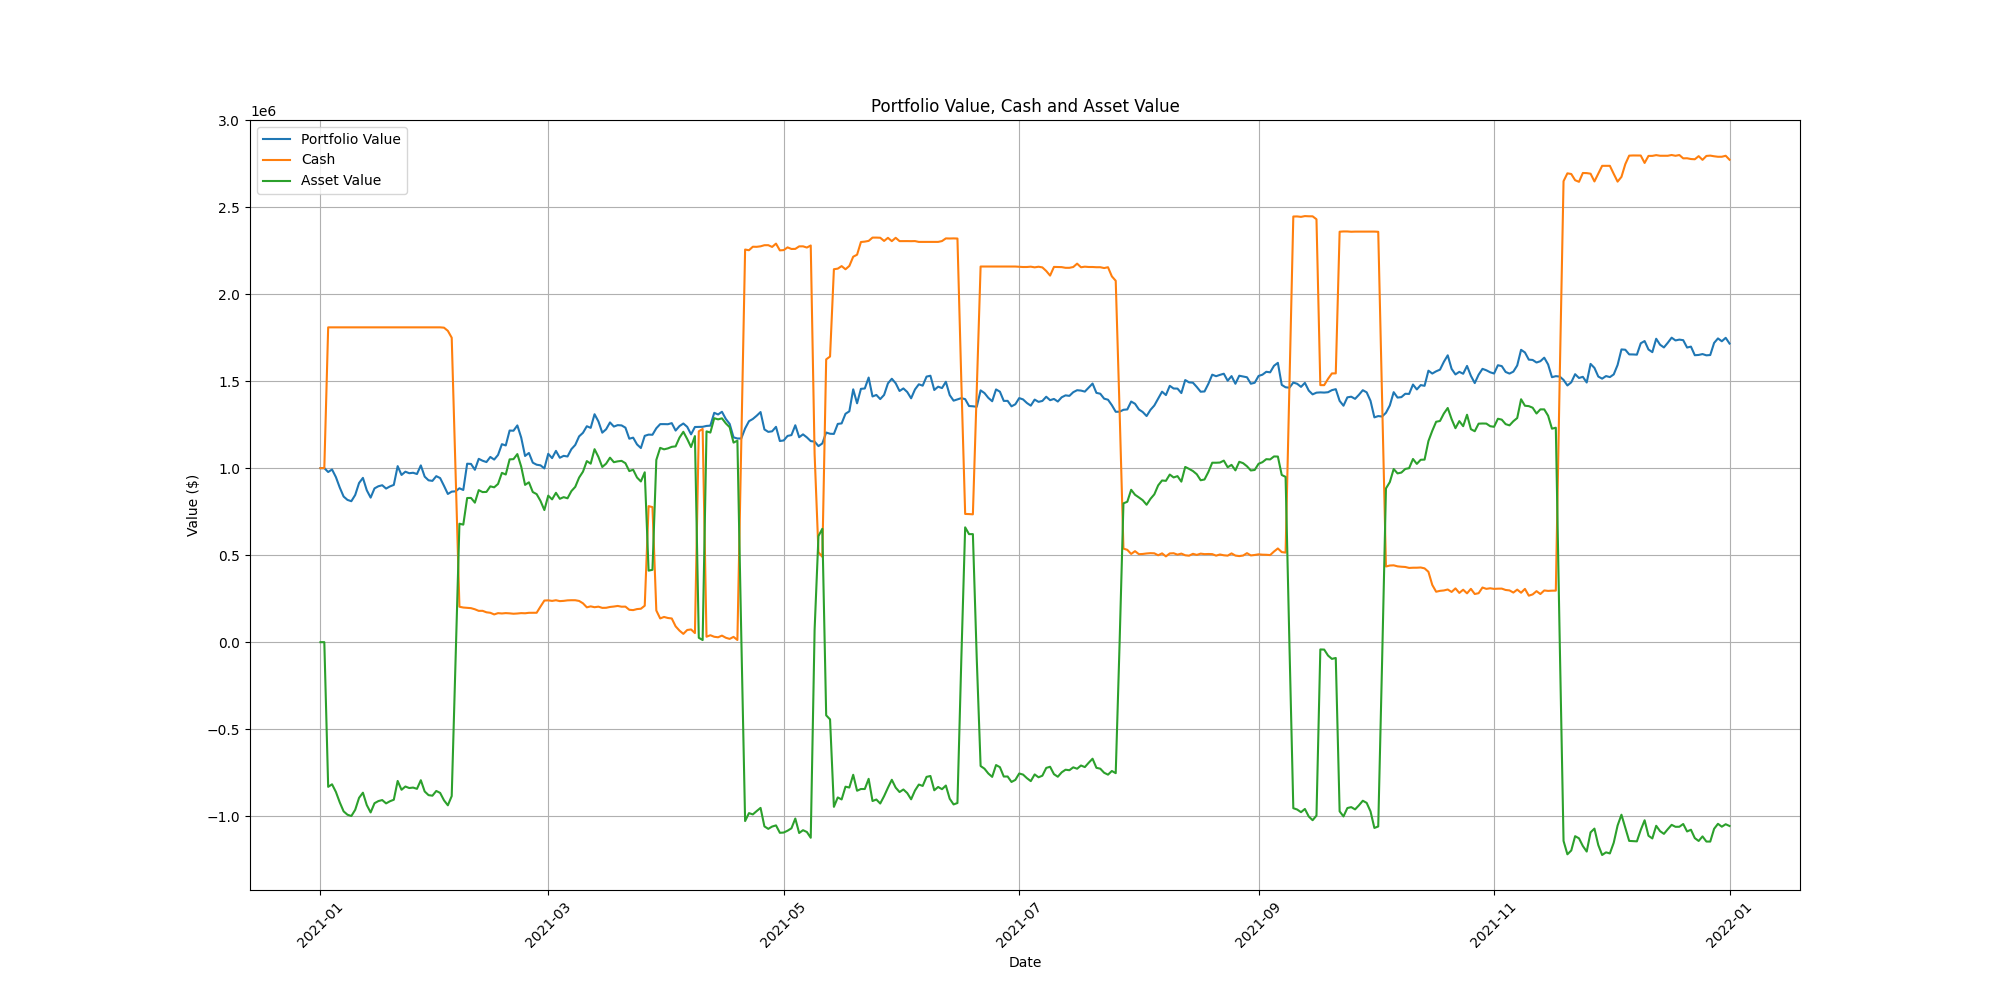 Portfolio Value, Cash and Asset Value
1e6
3.0
2.5
2.0
1.5
1.0
0.5
0.0
−0.5
−1.0
Value ($)
Portfolio Value
Cash
Asset Value
2021-01
2021-03
2021-05
2021-07
2021-09
2021-11
2022-01
Date